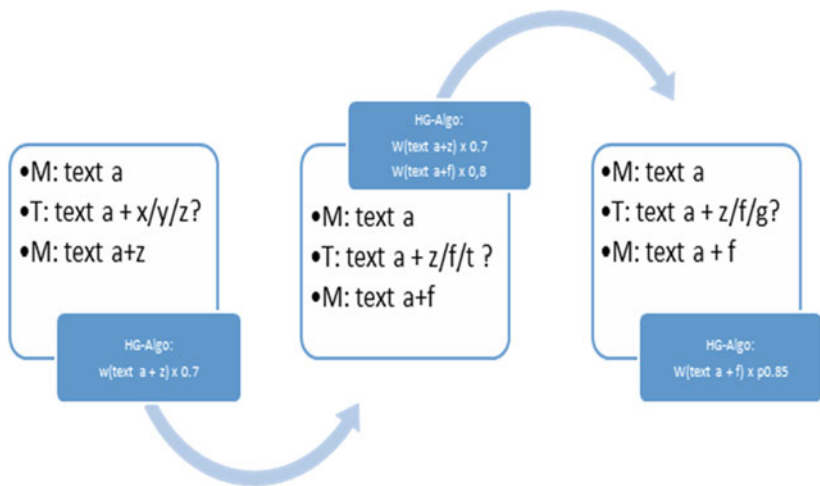 •M: text a
•T: text a + x/y/z?
•M: text a+z
HG-Algo:
w(text a + z) x 0.7
HG-Algo:
W(text a+z) x 0.7
W(text a+f) x 0,8
•M: text a
•T: text a + z/f/t ?
•M: text a+f
•M: text a
•T: text a + z/f/g?
•M: text a + f
HG-Algo:
W(text a + f) x p0.85